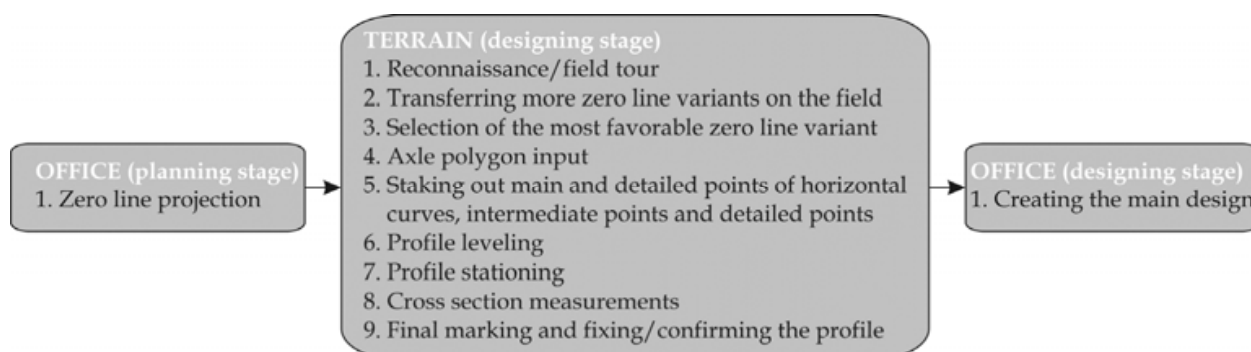 OFFICE (planning stage)
1. Zero line projection
TERRAIN (designing stage)
1. Reconnaissance/field tour
2. Transferring more zero line variants on the field
3. Selection of the most favorable zero line variant
4. Axle polygon input
5. Staking out main and detailed points of horizontal
curves, intermediate points and detailed points
6. Profile leveling
7. Profile stationing
8. Cross section measurements
9. Final marking and fixing/confirming the profile
OFFICE (designing stage)
1. Creating the main design